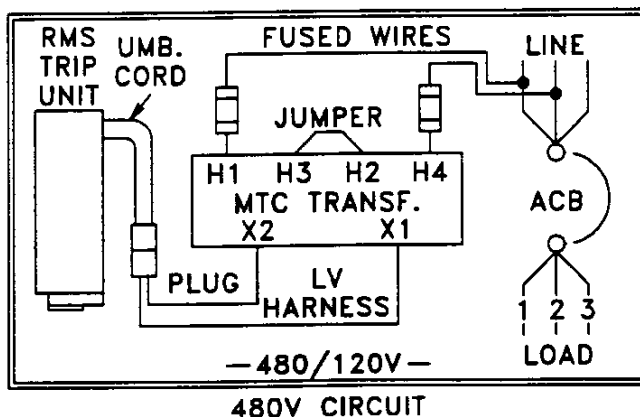 RMS
TRIP
UNIT
UMB.
CORD
FUSED WIRES
LINE
JUMPER
H1 H3 H2 H4
MTC TRANSF.
X2 X1
ACB
PLUG
LV
HARNESS
1 2 3
LOAD
-480/120V-
480V CIRCUIT